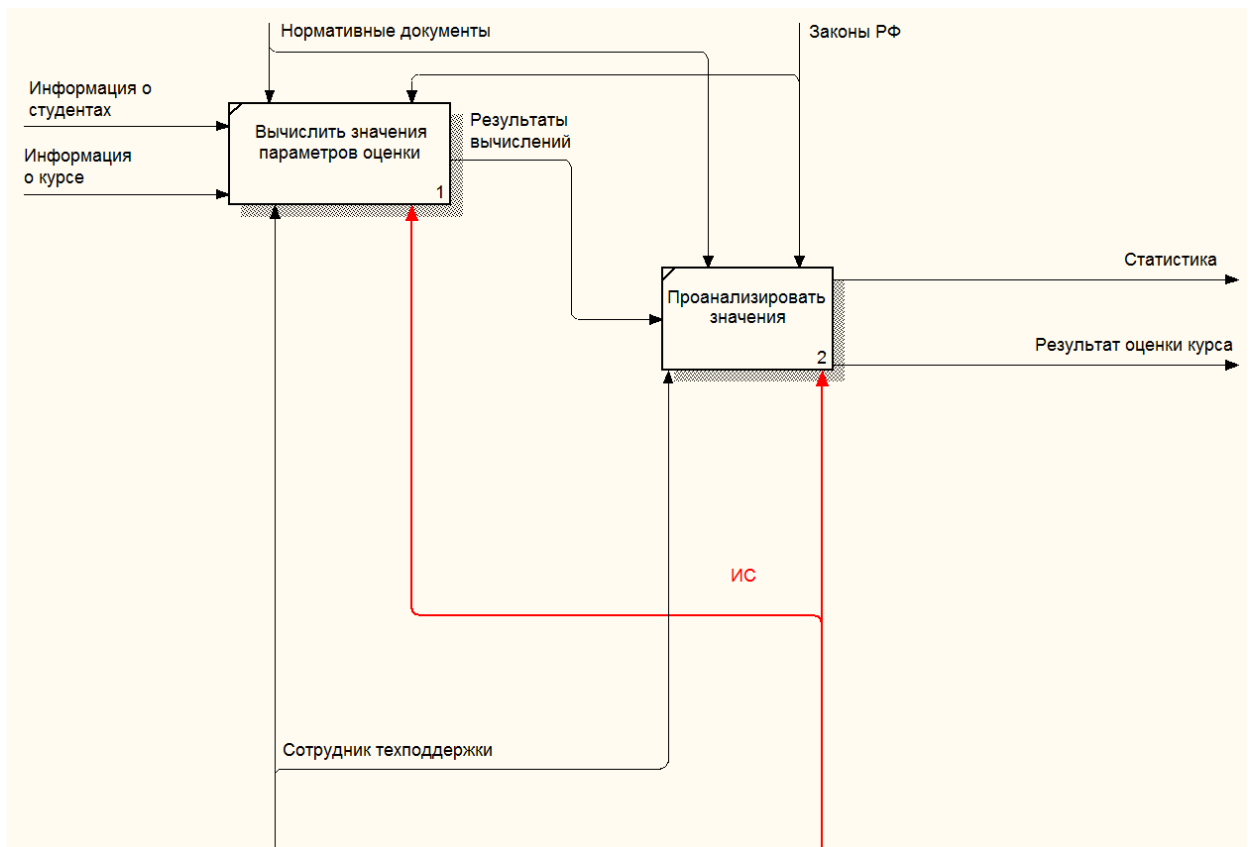 Нормативные документы
Законы РФ
Информация о
студентах
Вычислить значения
параметров оценки
1
Результаты
вычислений
Информация
о курсе
Статистика
Проанализировать
значения
2
Результат оценки курса
ИС
Сотрудник техподдержки